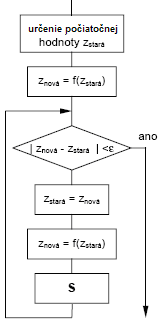 určenie počiatočnej
hodnoty zstará
znová = f(zstará)
| znová - zstará | <ε
ano
zstará = znová
znová = f(zstará)
S